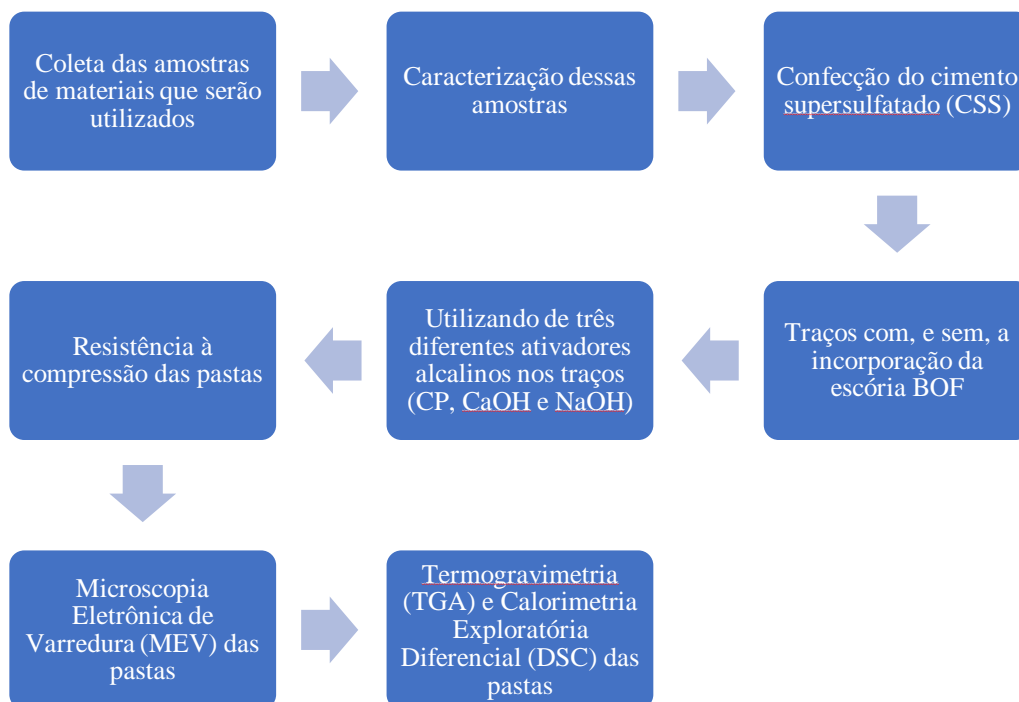 Coleta das amostras
de materiais que serão
utilizados
Caracterização dessas
amostras
Confecção do cimento
supersulfatado (CSS)
Traços com, e sem, a
incorporação da
escória BOF
Utilizando de três
diferentes ativadores
alcalinos nos traços
(CP, CaOH e NaOH)
Resistência à
compressão das pastas
Microscopia
Eletrônica de
Varredura (MEV) das
pastas
Termogravimetria
(TGA) e Calorimetria
Exploratória
Diferencial (DSC) das
pastas